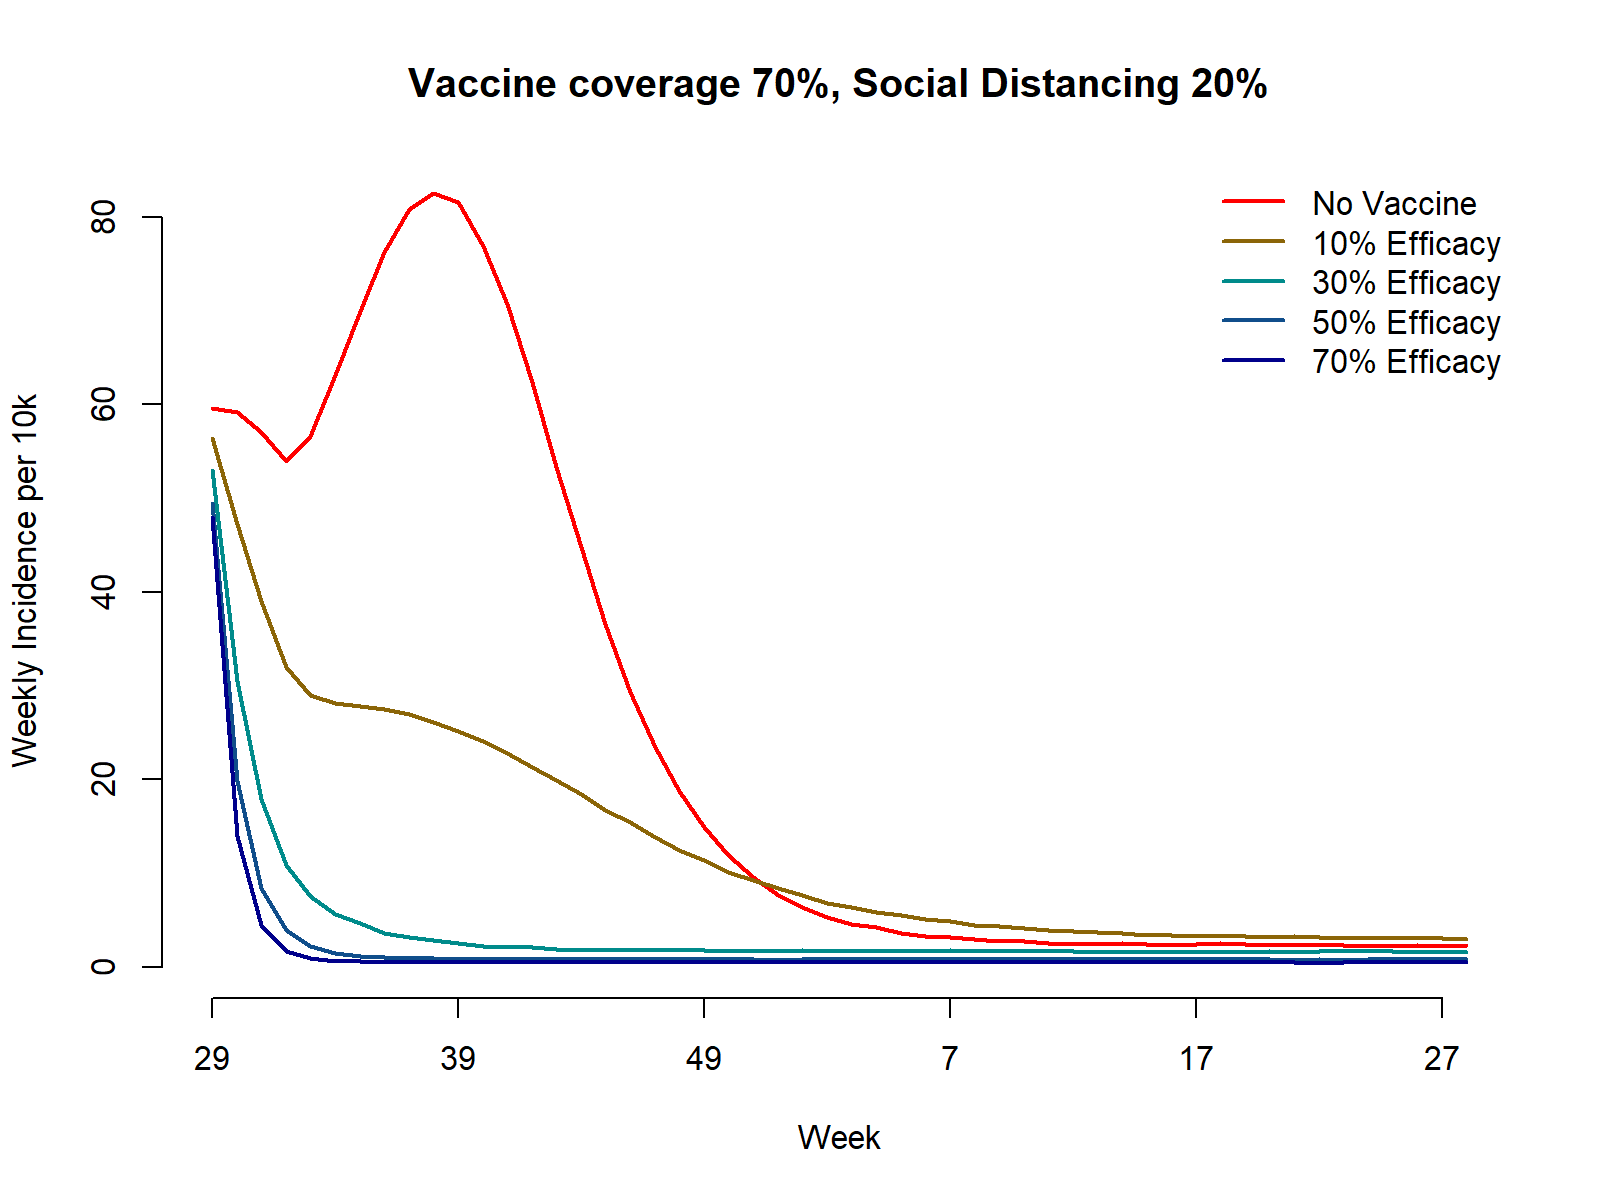 Vaccine coverage 70%, Social Distancing 20%
No Vaccine
10% Efficacy
30% Efficacy
50% Efficacy
70% Efficacy
Weekly Incidence per 10k
80
60
40
20
0
29 39 49 7 17 27
Week